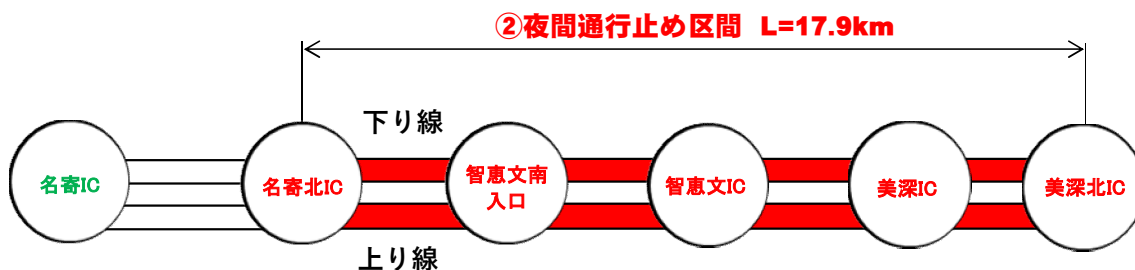 ②夜間通行止め区間 L=17.9km
下り線
名寄IC
名寄北IC
智恵文南
入口
智恵文IC
美深IC
美深北IC
上り線